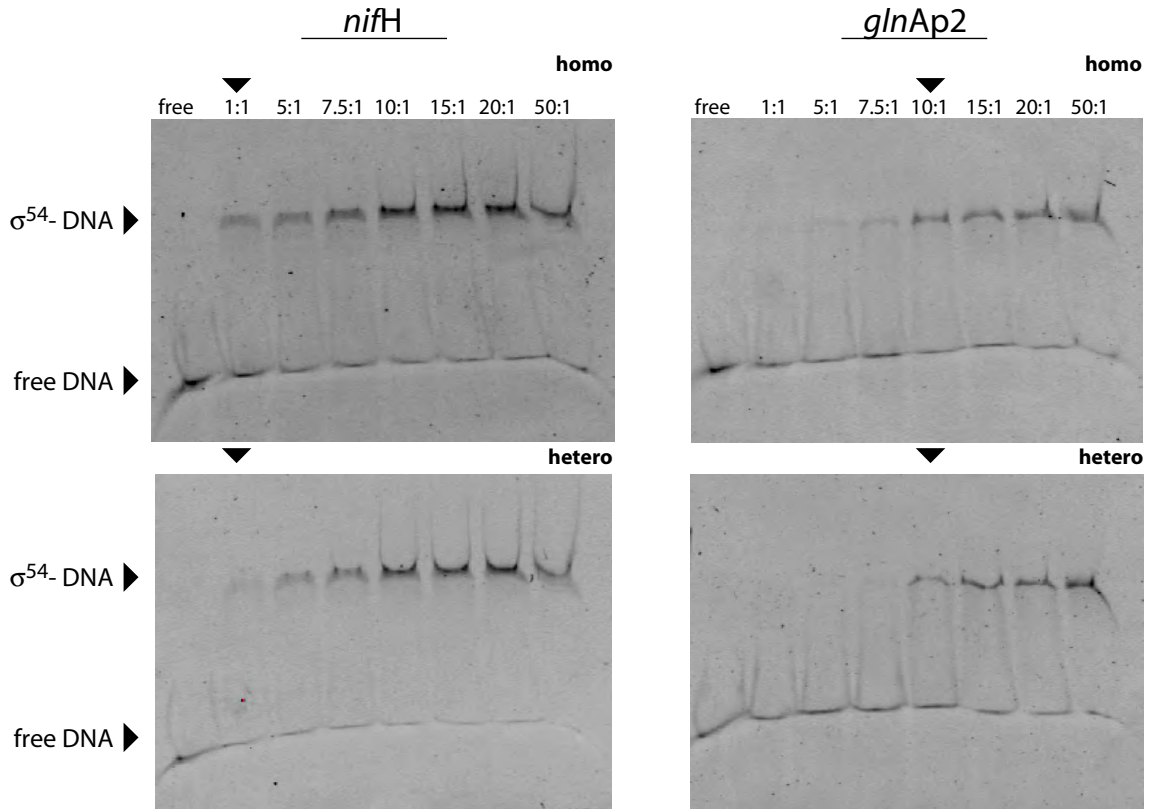 nifH glnAp2
homo homo
free 1:1 5:1 7.5:1 10:1 15:1 20:1 50:1 free 1:1 5:1 7.5:1 10:1 15:1 20:1 50:1
σ54- DNA
free DNA
hetero hetero
σ54- DNA
free DNA